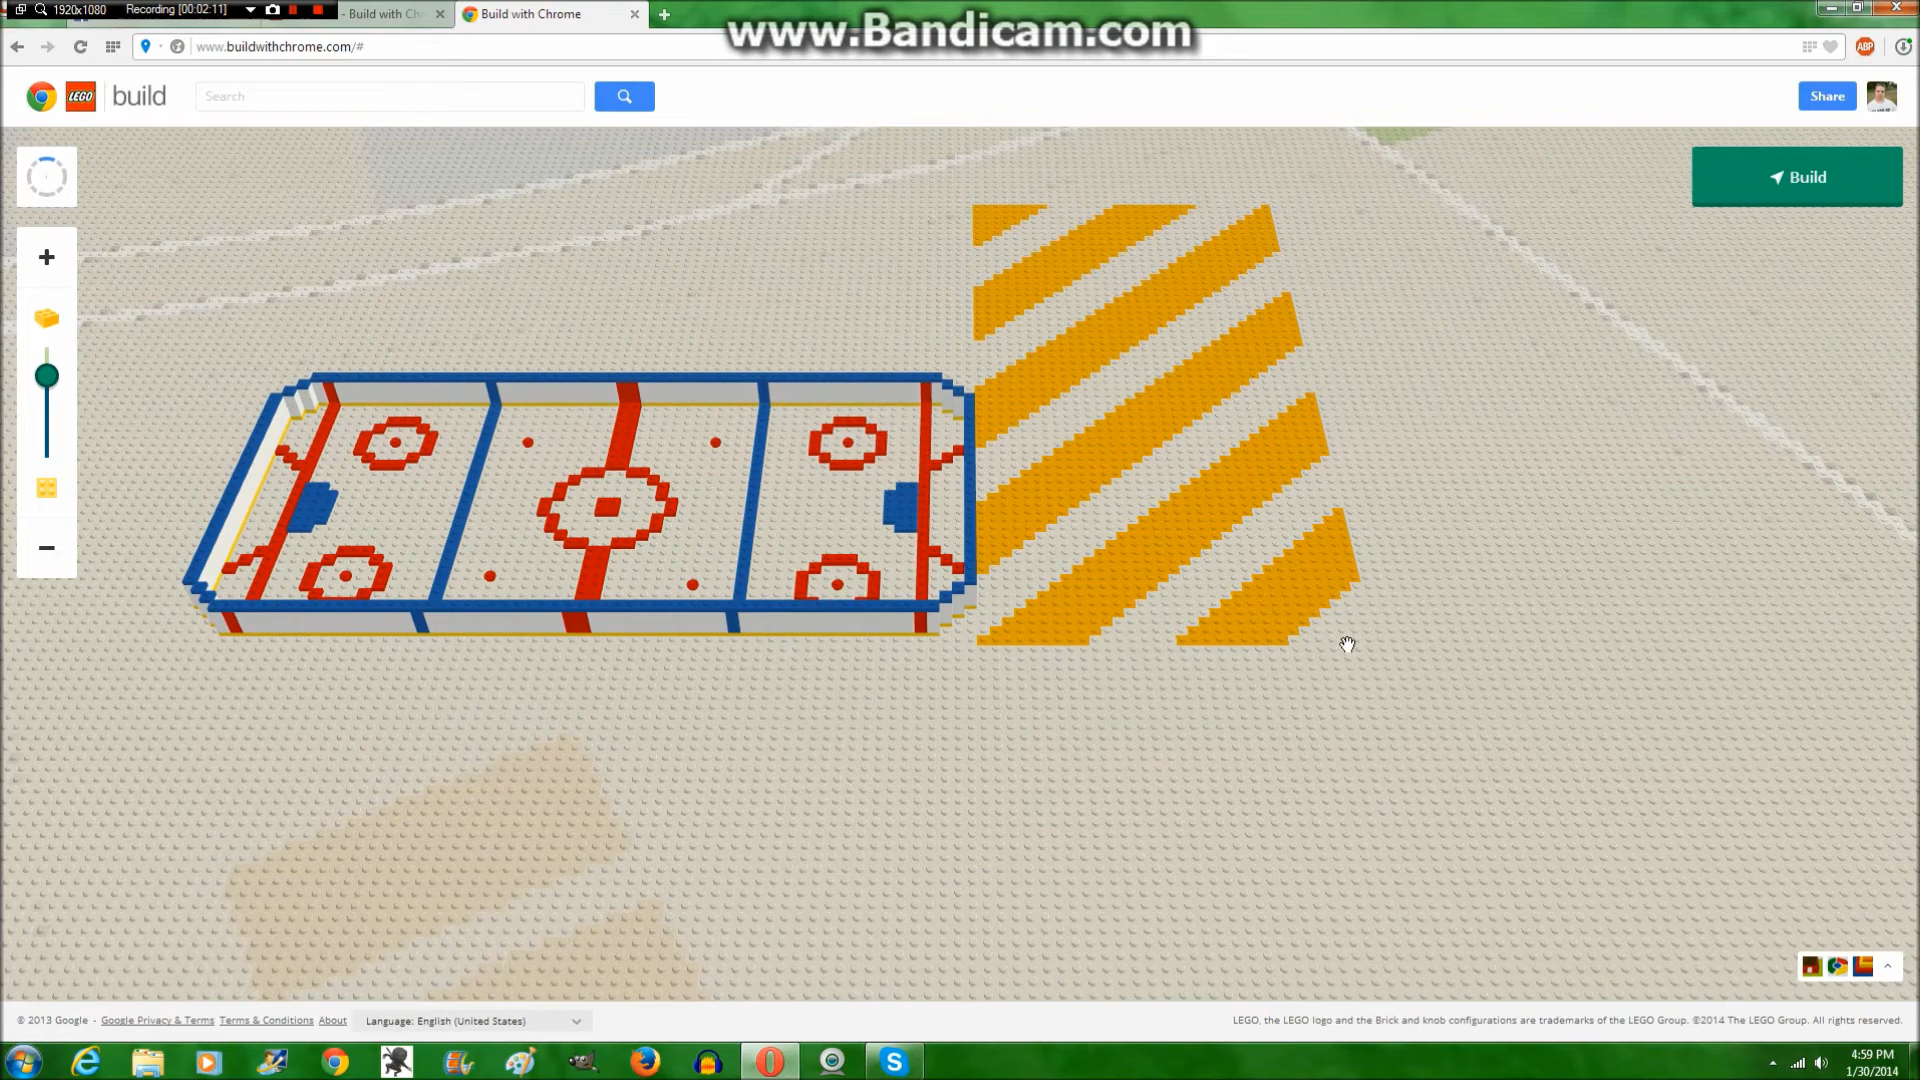 1920x1080
Recording [00:02:11]
- Build with Ch
Build with Chrome
www.Bandicam.com
www.buildwithchrome.com/#
ABP
LEGO
build
Search
Share
Build
© 2013 Google - Google Privacy & Terms Terms & Conditions About
Language: English (United States)
LEGO, the LEGO logo and the Brick and knob configurations are trademarks of the LEGO Group. ©2014 The LEGO Group. All rights reserved.
4:59 PM
1/30/2014